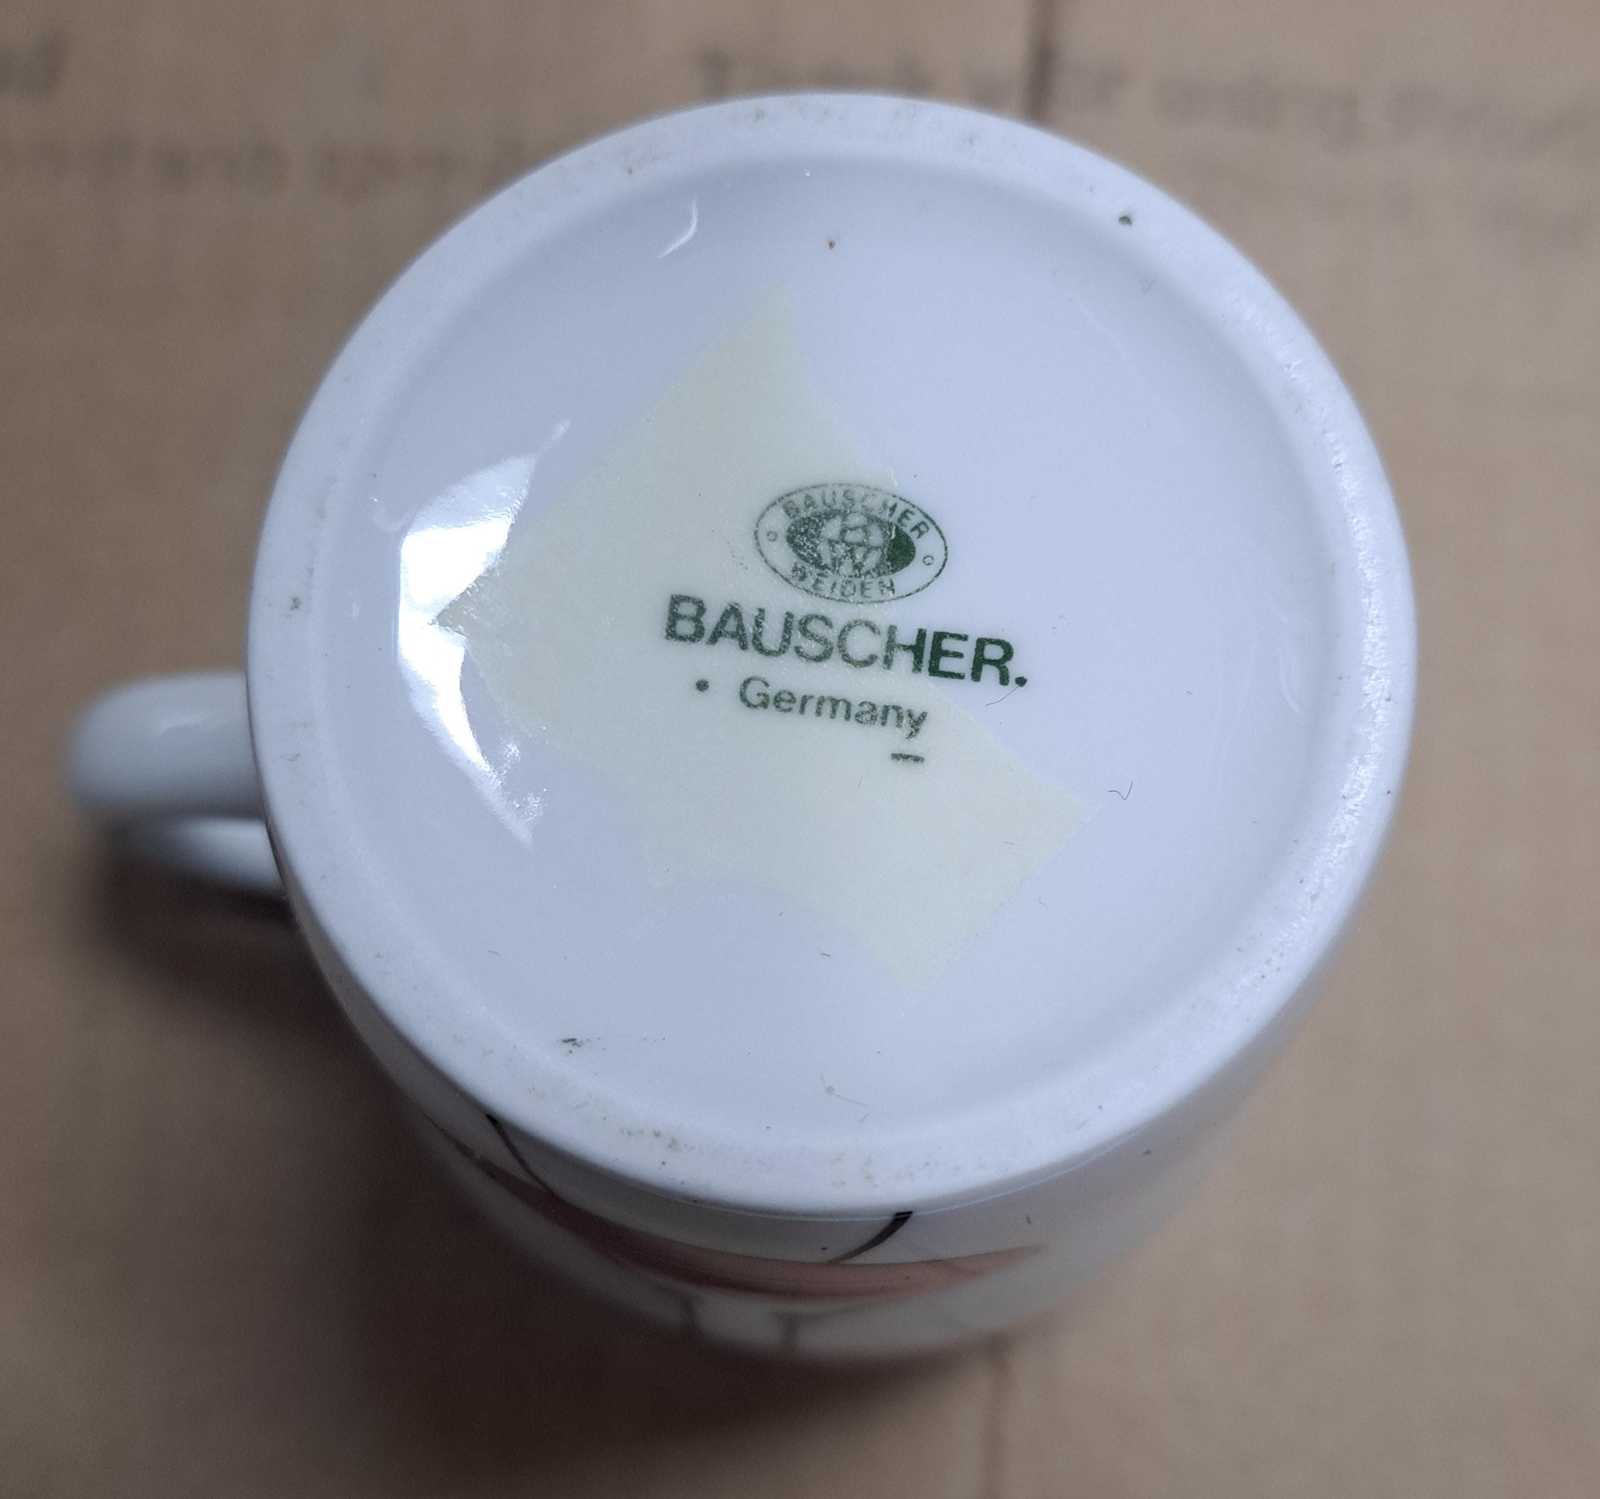 BAUSCHER
WEIDEN
BAUSCHER.
• Germany